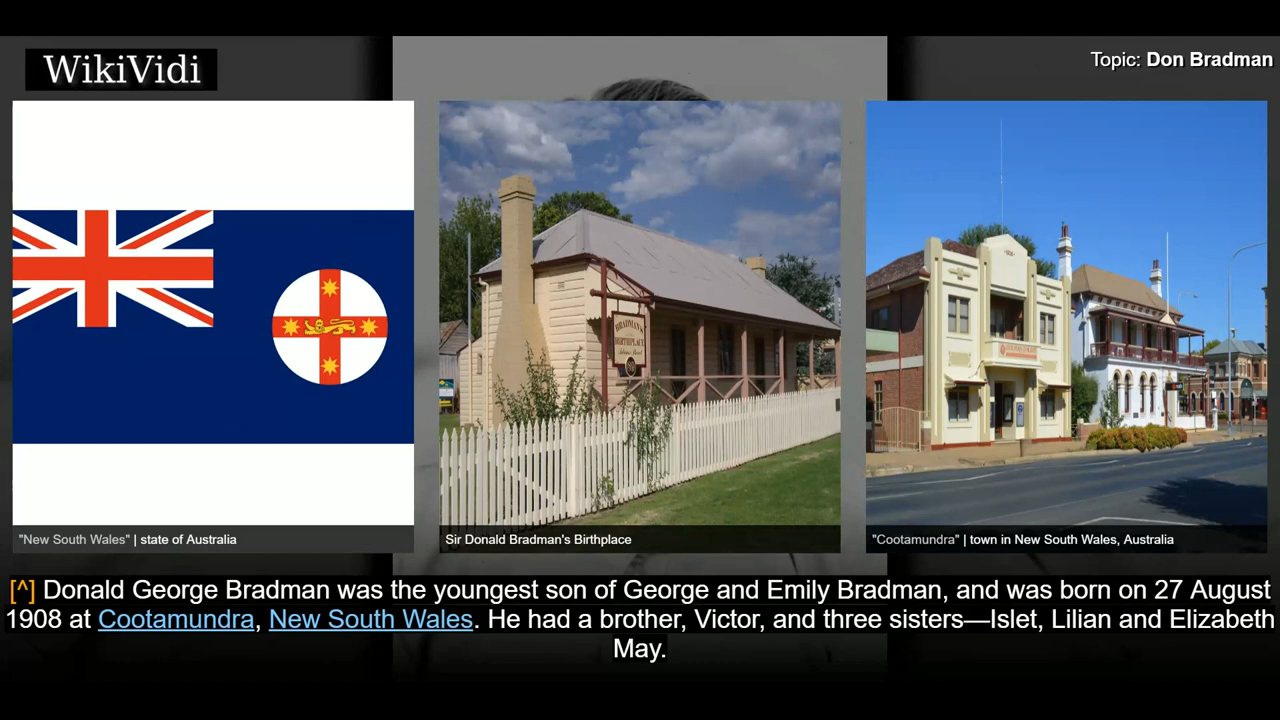 WikiVidi
Topic: Don Bradman
BRADMAN'S
BIRTHPLACE
"New South Wales" | state of Australia
Sir Donald Bradman's Birthplace
"Cootamundra" | town in New South Wales, Australia
[^] Donald George Bradman was the youngest son of George and Emily Bradman, and was born on 27 August
1908 at Cootamundra, New South Wales. He had a brother, Victor, and three sisters—Islet, Lilian and Elizabeth
May.